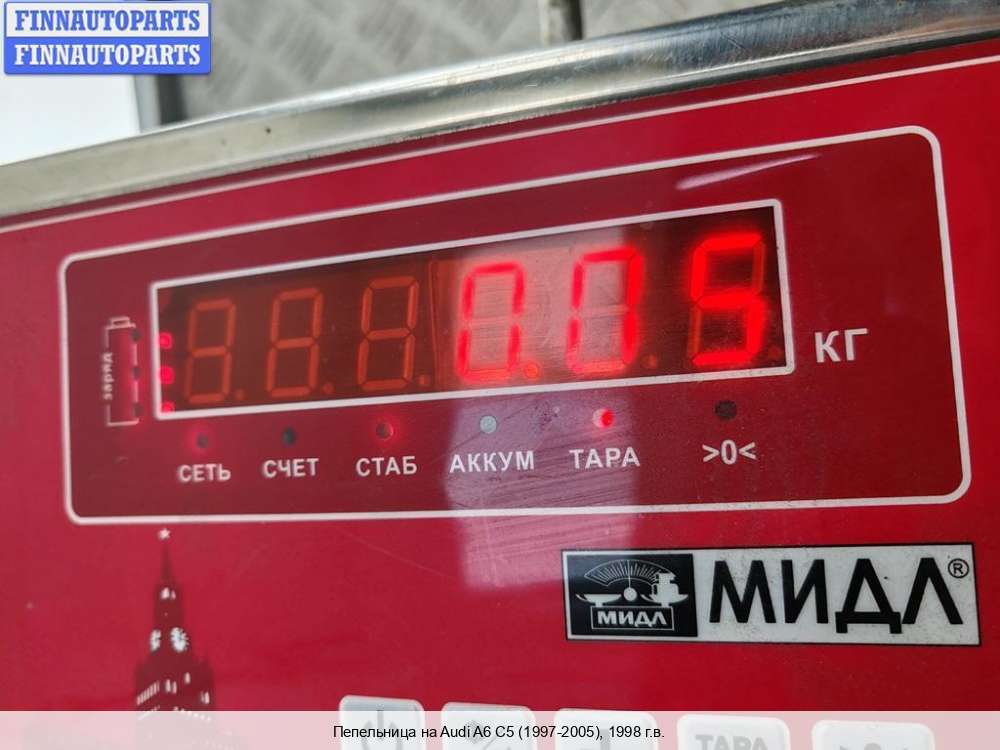 FINNAUTOPARTS
FINNAUTOPARTS
0.05
КГ
заряд
СЕТЬ СЧЕТ СТАБ АККУМ ТАРА >0<
МИДЛ МИДЛ®
ТАРА
Пепельница на Audi A6 C5 (1997-2005), 1998 г.в.